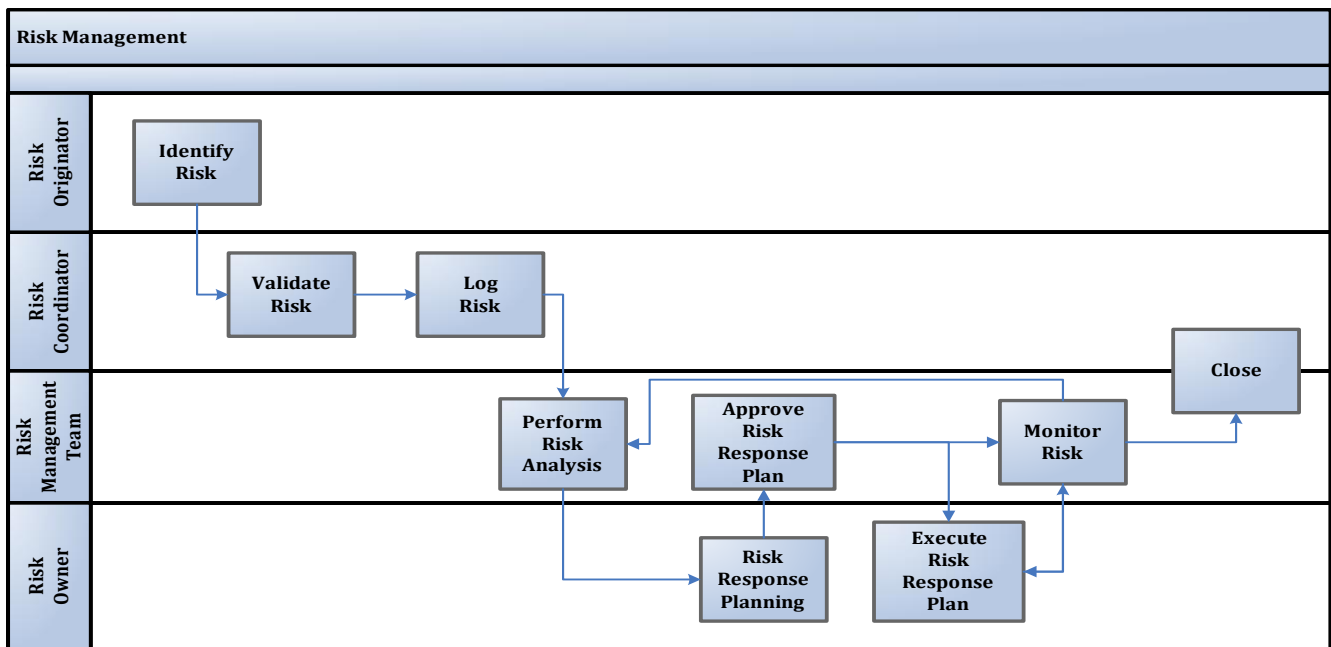 Risk Management
Risk
Originator
Identify
Risk
Risk
Coordinator
Validate
Risk
Log
Risk
Close
Risk
Management
Team
Perform
Risk
Analysis
Approve
Risk
Response
Plan
Monitor
Risk
Risk
Owner
Risk
Response
Planning
Execute
Risk
Response
Plan